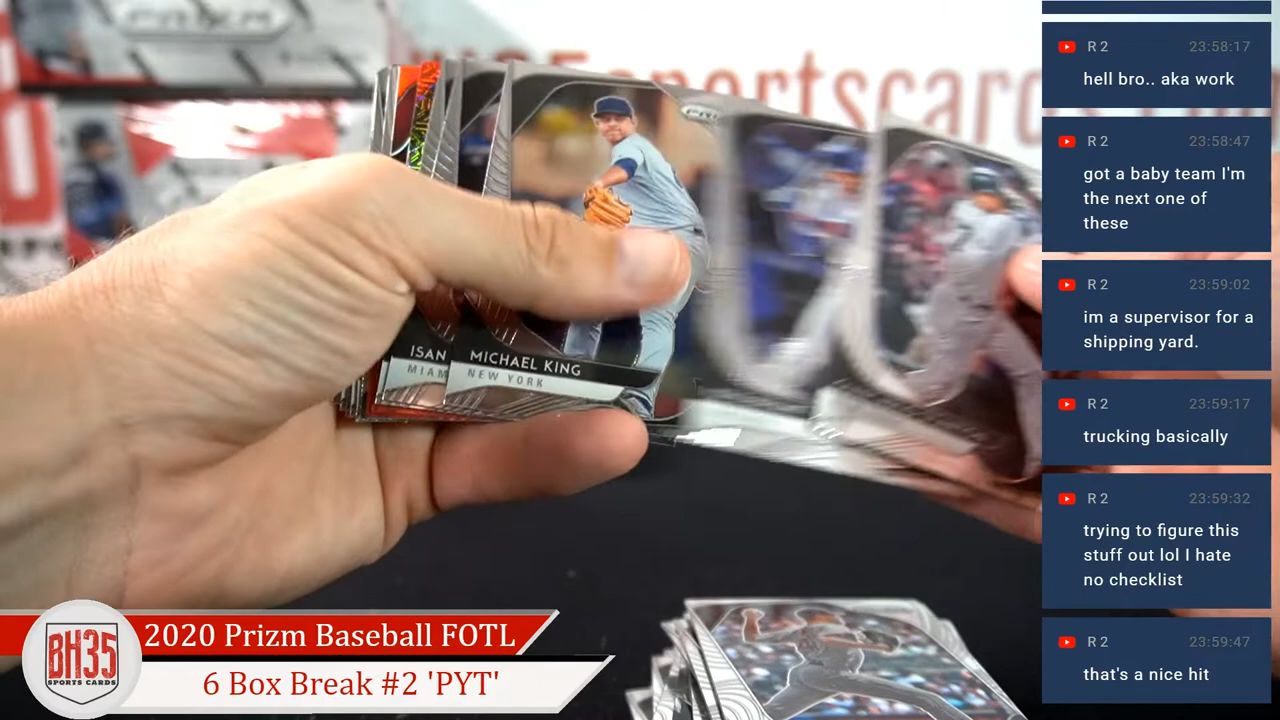 PRIZM
sportscards
PRI
ISAN
MIAM
MICHAEL KING
NEW YORK
BH35
SPORTS CARDS
2020 Prizm Baseball FOTL
6 Box Break #2 'PYT'
R 2 23:58:17
hell bro.. aka work
R 2 23:58:47
got a baby team I'm
the next one of
these
R 2 23:59:02
im a supervisor for a
shipping yard.
R 2 23:59:17
trucking basically
R 2 23:59:32
trying to figure this
stuff out lol I hate
no checklist
R 2 23:59:47
that's a nice hit